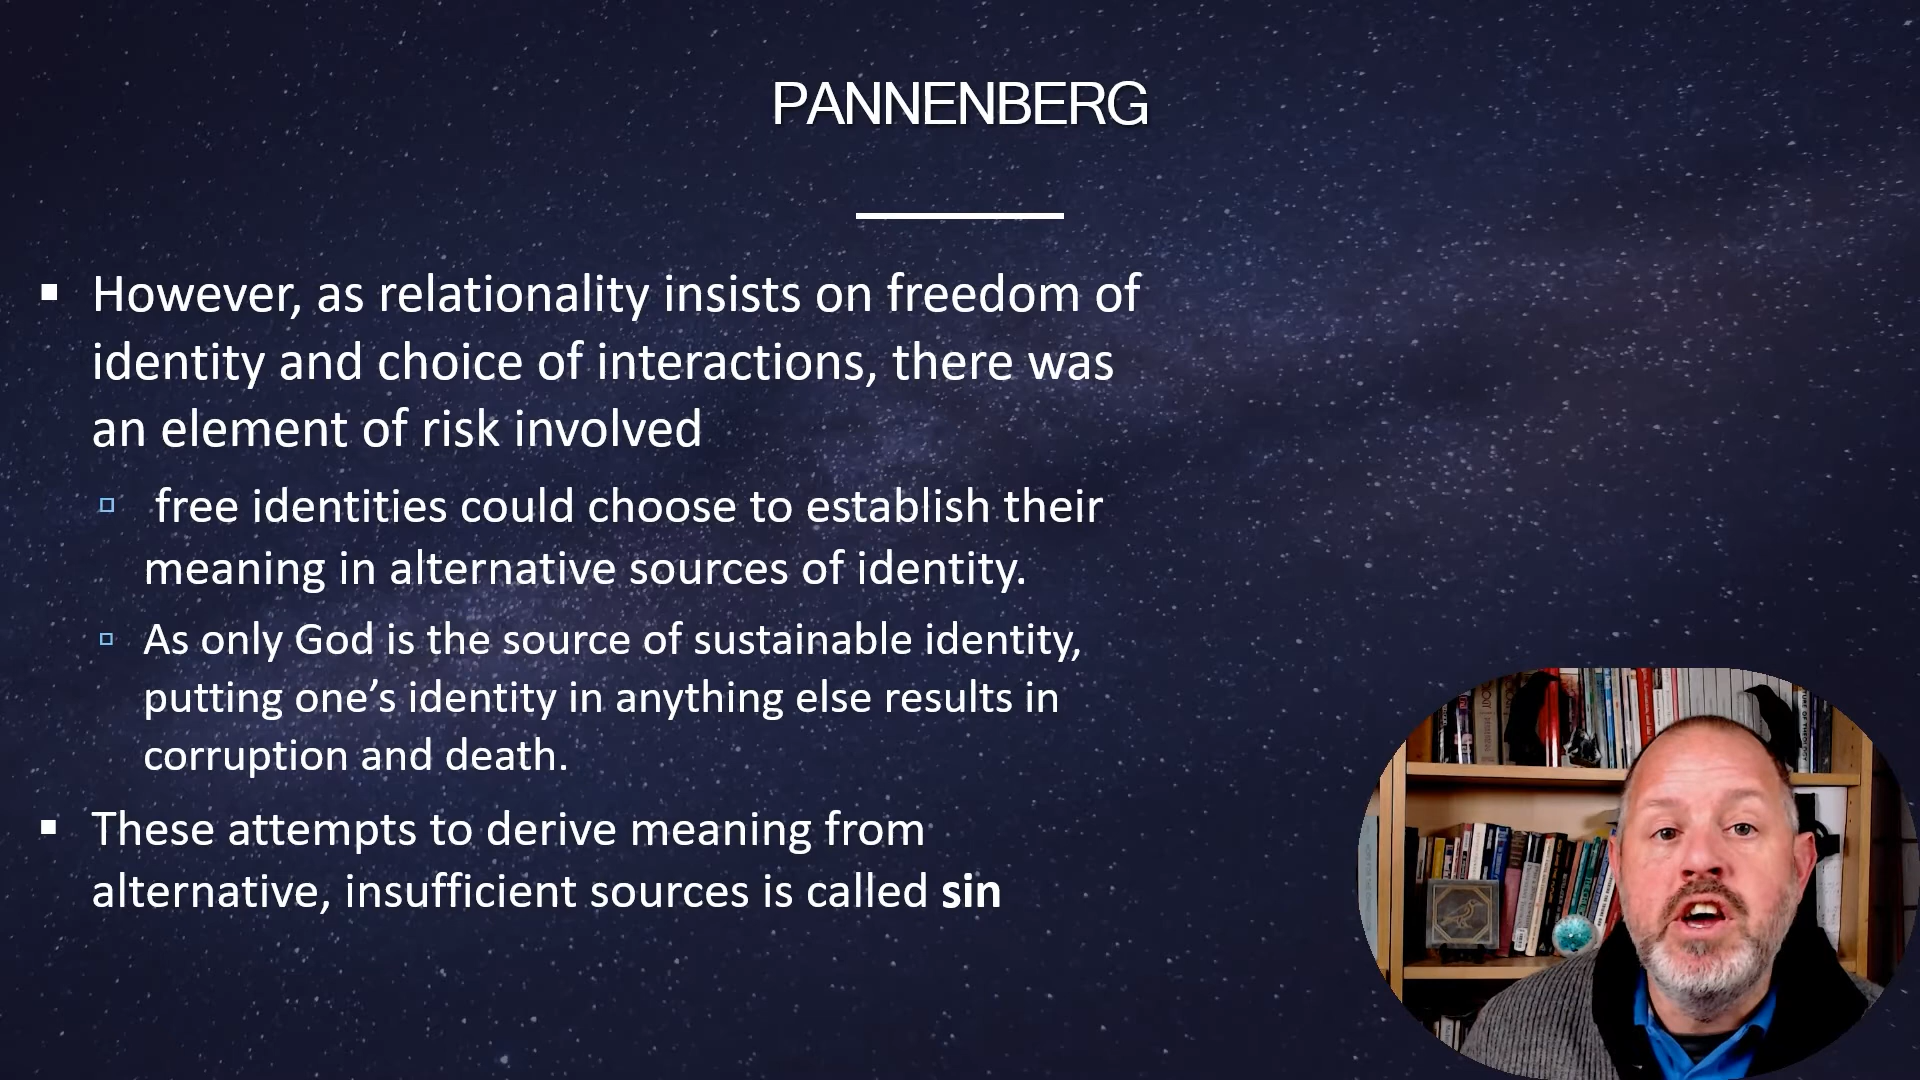 PANNENBERG
▪ However, as relationality insists on freedom of
identity and choice of interactions, there was
an element of risk involved
▫ free identities could choose to establish their
meaning in alternative sources of identity.
▫ As only God is the source of sustainable identity,
putting one’s identity in anything else results in
corruption and death.
▪ These attempts to derive meaning from
alternative, insufficient sources is called sin